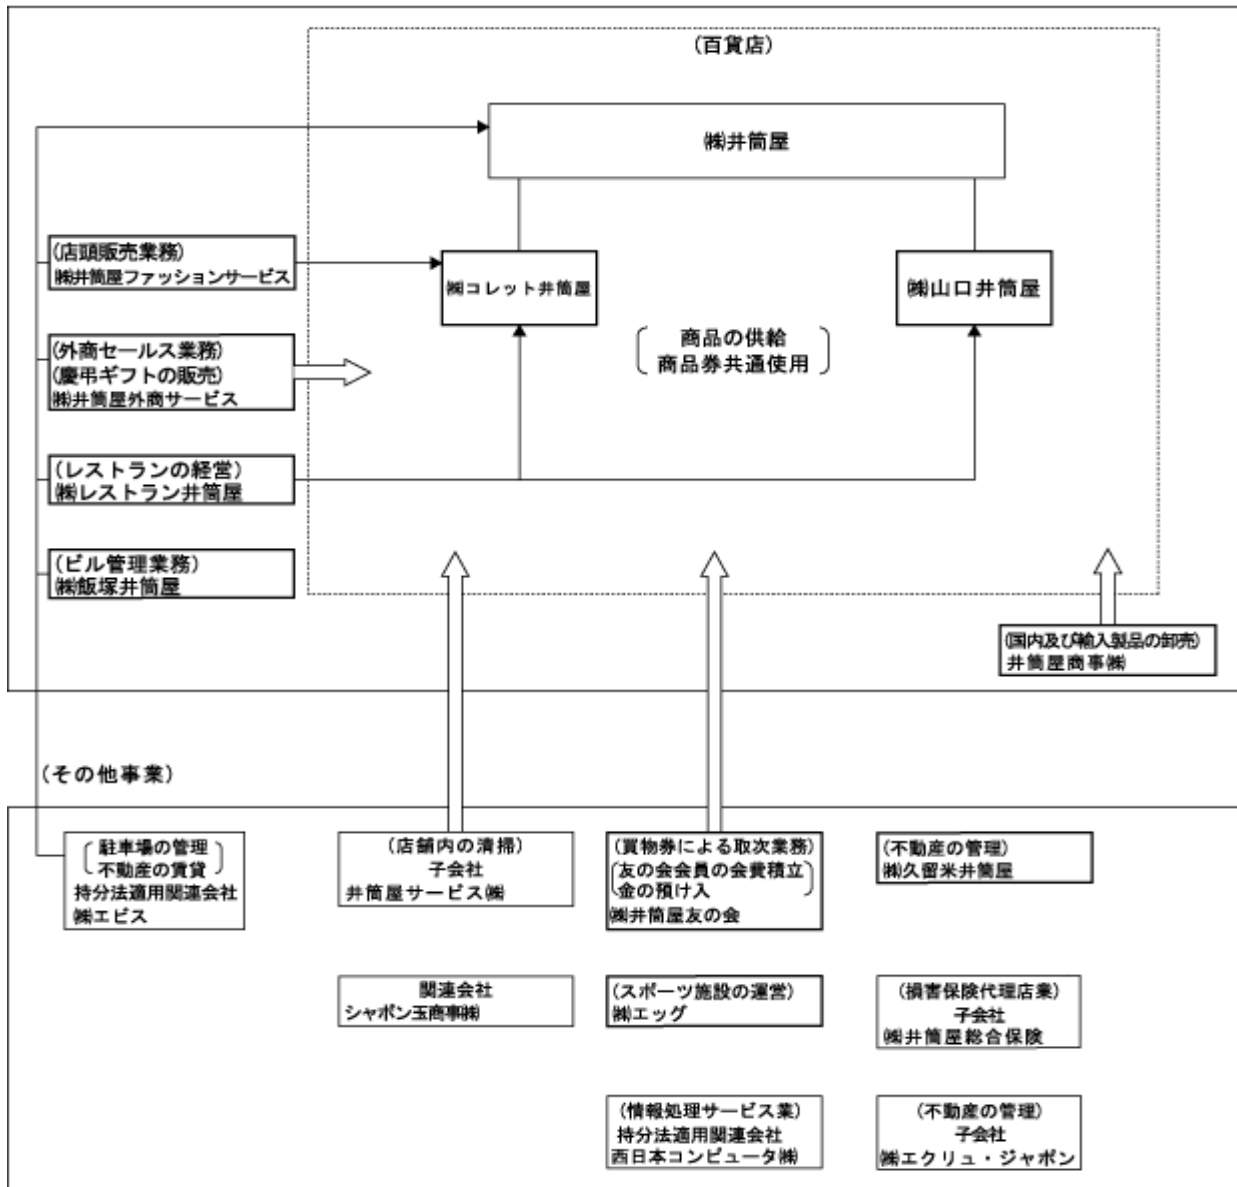 (百貨店)
㈱井筒屋
(店頭販売業務)
㈱井筒屋ファッションサービス
㈱コレット井筒屋
㈱山口井筒屋
商品の供給
商品券共通使用
(外商セールス業務)
(慶弔ギフトの販売)
㈱井筒屋外商サービス
(レストランの経営)
㈱レストラン井筒屋
(ビル管理業務)
㈱飯塚井筒屋
(国内及び輸入製品の卸売)
井筒屋商事㈱
(その他事業)
駐車場の管理
不動産の賃貸
持分法適用関連会社
㈱エビス
(店舗内の清掃)
子会社
井筒屋サービス㈱
(買物券による取次業務)
友の会会員の会費積立
金の預け入
㈱井筒屋友の会
(不動産の管理)
㈱久留米井筒屋
関連会社
シャボン玉商事㈱
(スポーツ施設の運営)
㈱エッグ
(損害保険代理店業)
子会社
㈱井筒屋総合保険
(情報処理サービス業)
持分法適用関連会社
西日本コンピュータ㈱
(不動産の管理)
子会社
㈱エクリュ・ジャポン